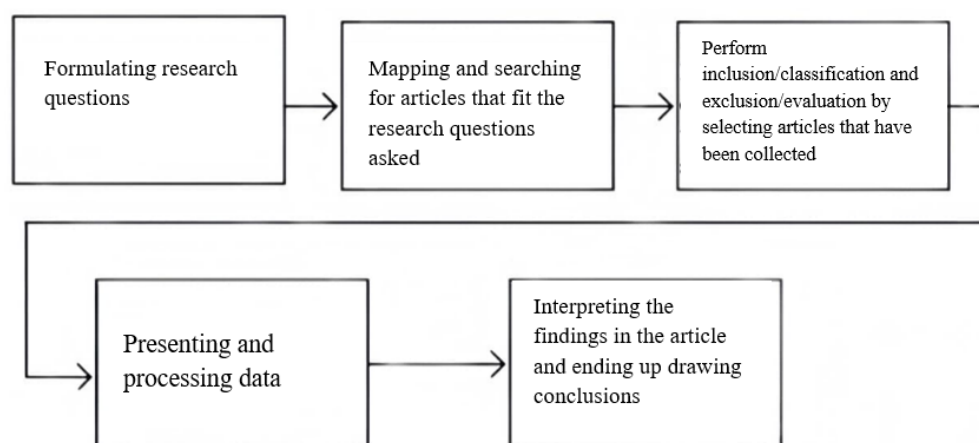 Formulating research
questions
Mapping and searching
for articles that fit the
research questions
asked
Perform
inclusion/classification and
exclusion/evaluation by
selecting articles that have
been collected
Presenting and
processing data
Interpreting the
findings in the article
and ending up drawing
conclusions